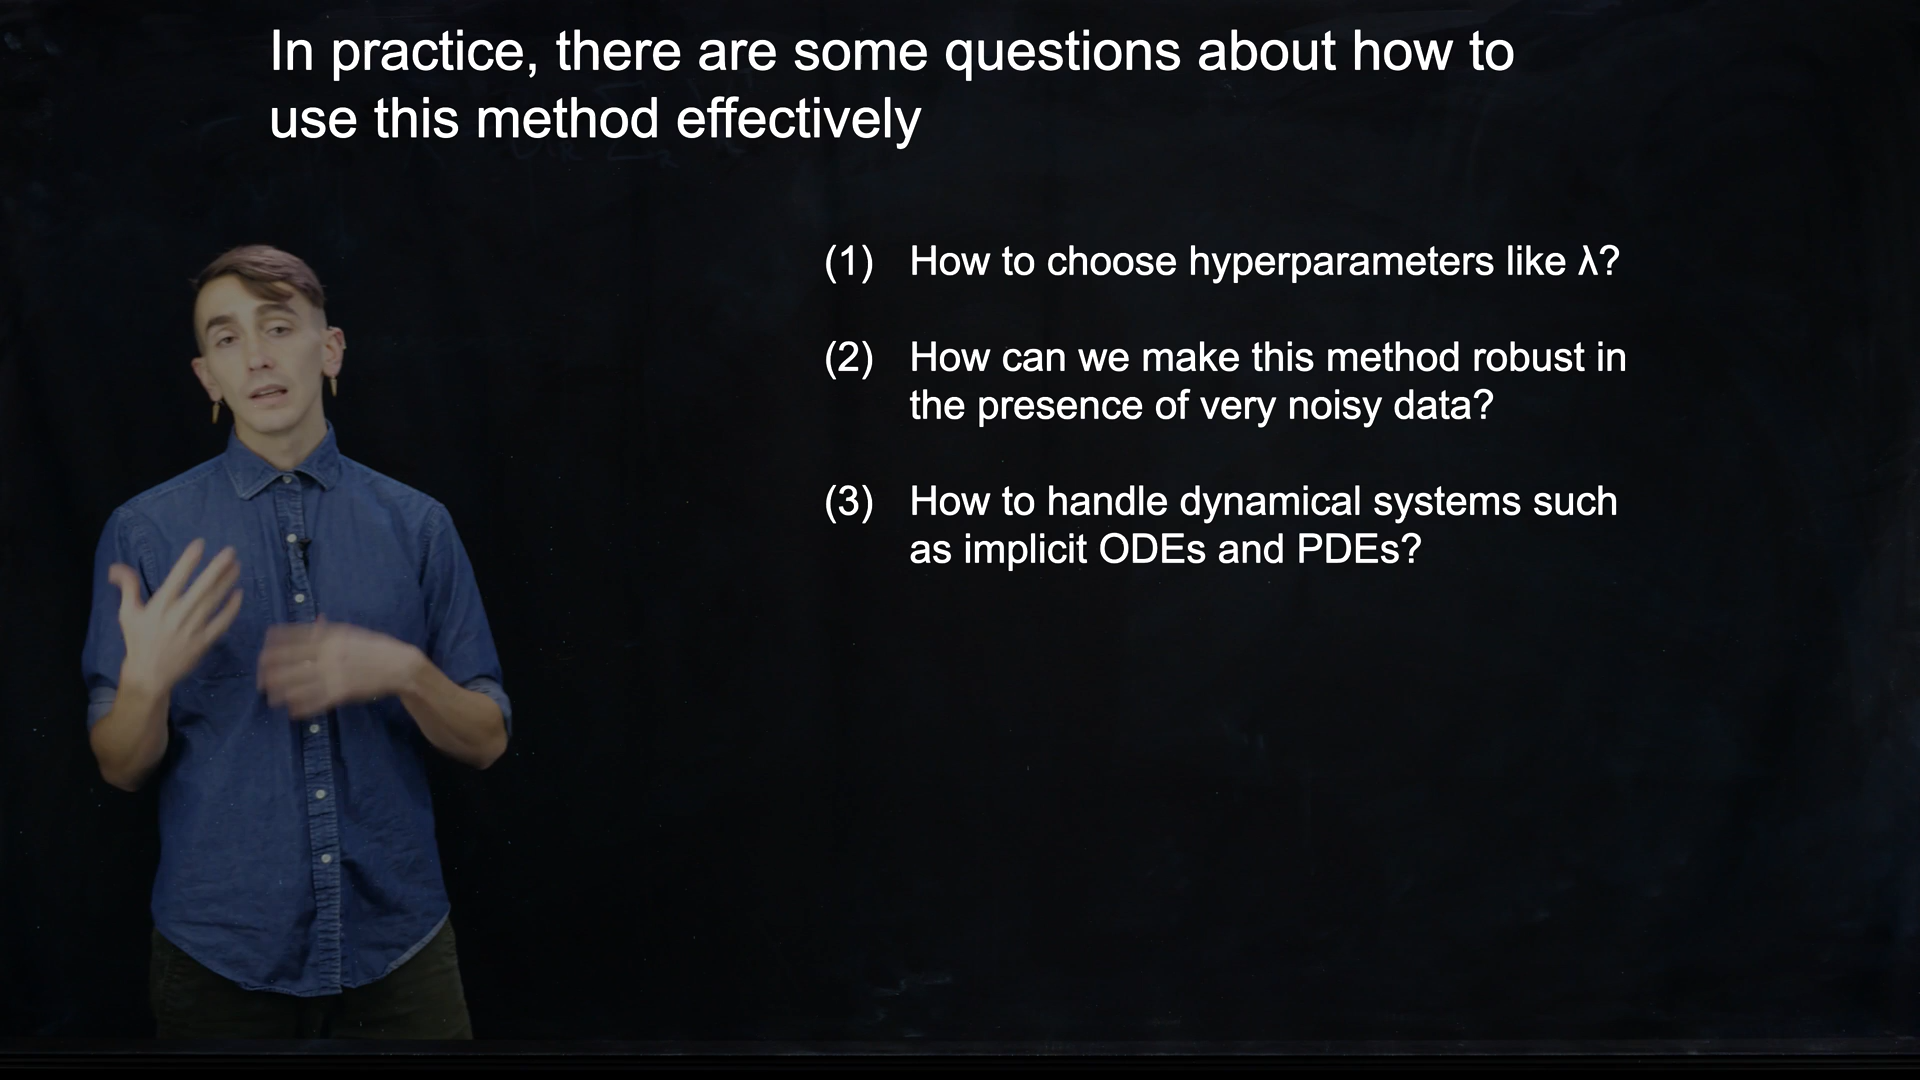 In practice, there are some questions about how to
use this method effectively
(1) How to choose hyperparameters like λ?
(2) How can we make this method robust in
the presence of very noisy data?
(3) How to handle dynamical systems such
as implicit ODEs and PDEs?